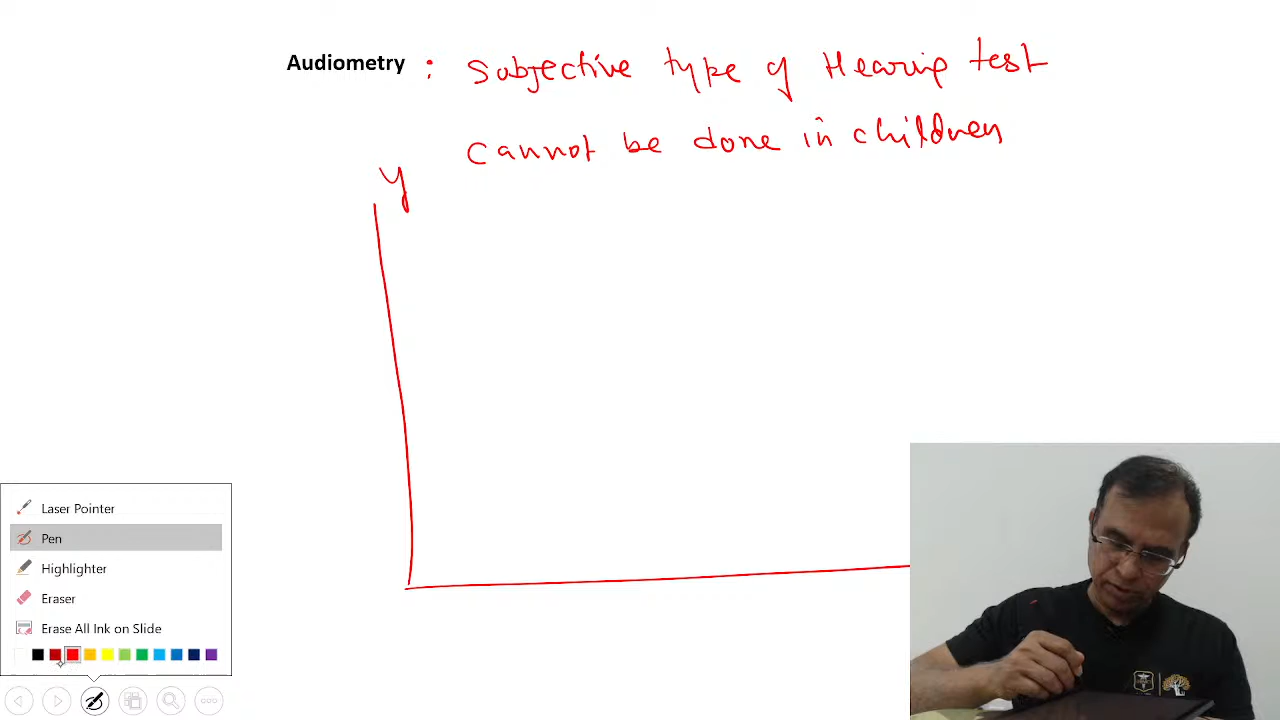 Audiometry : Subjective type of Hearing test
cannot be done in children
y
Laser Pointer
Pen
Highlighter
Eraser
Erase All Ink on Slide